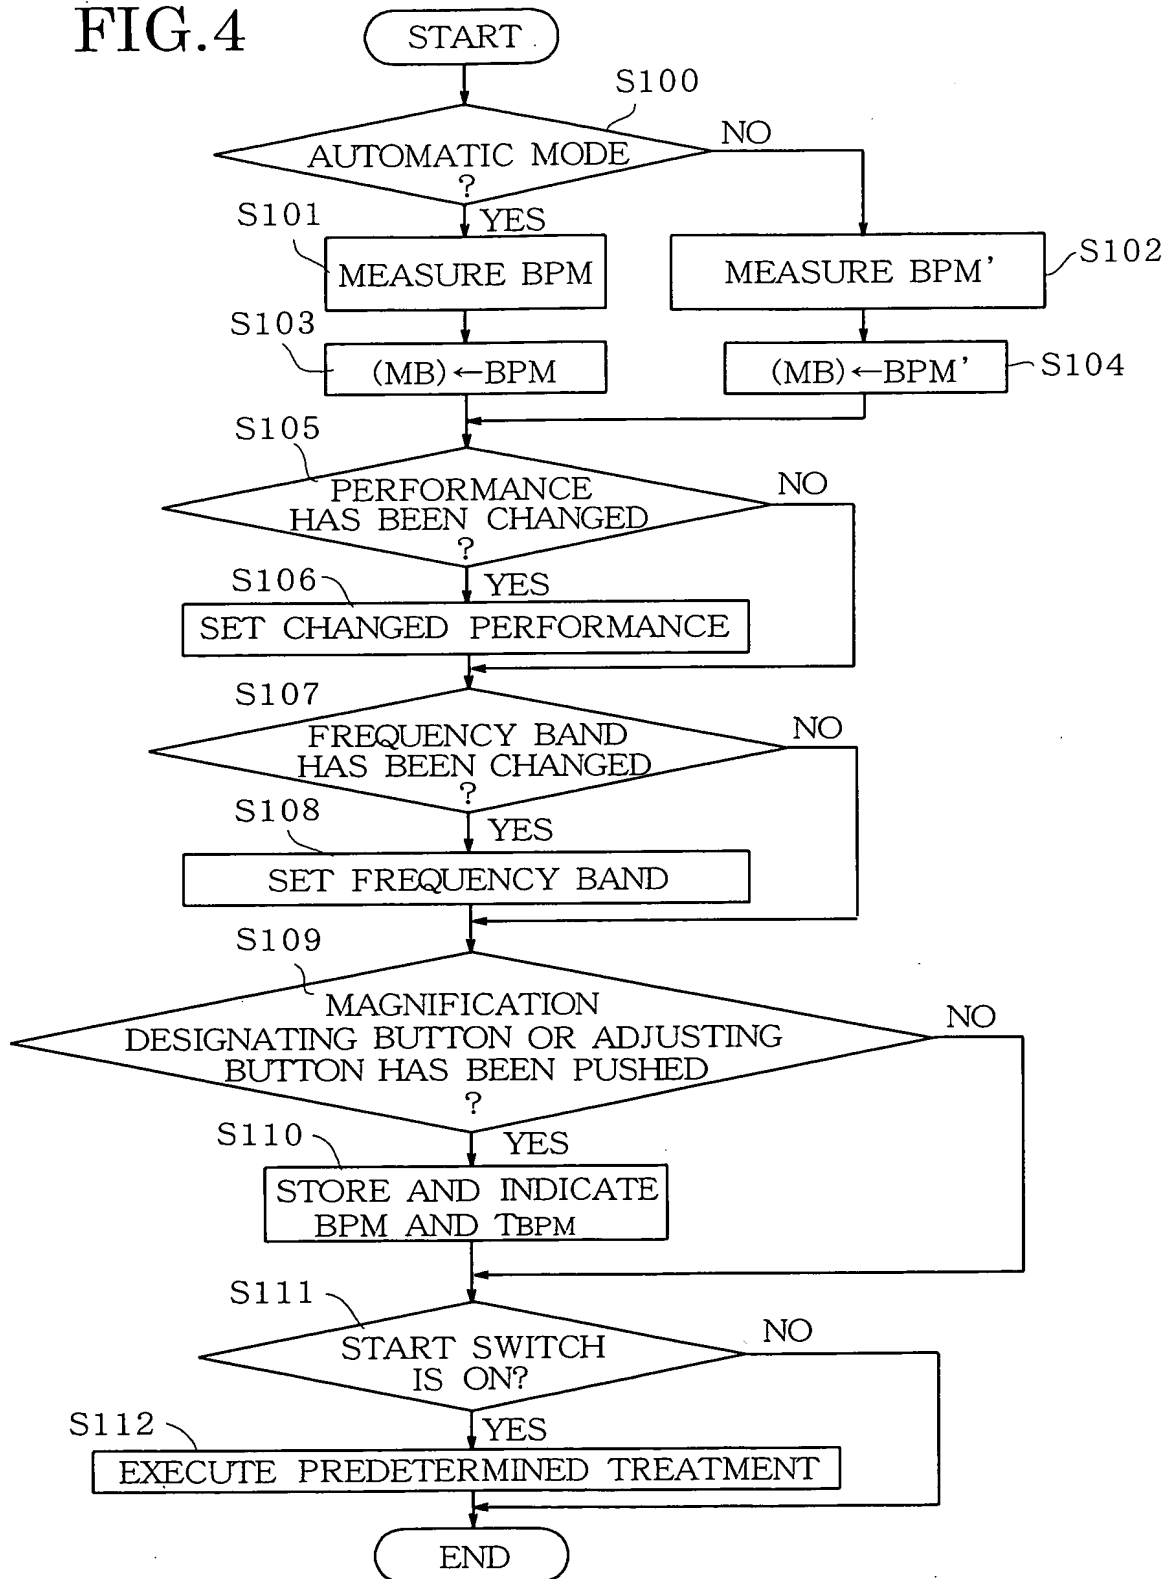 FIG.4
START
S100
AUTOMATIC MODE
?
NO
YES
S101
MEASURE BPM
MEASURE BPM'
S102
S103
(MB)←BPM
(MB)←BPM'
S104
S105
PERFORMANCE
HAS BEEN CHANGED
?
NO
YES
S106
SET CHANGED PERFORMANCE
S107
FREQUENCY BAND
HAS BEEN CHANGED
?
NO
YES
S108
SET FREQUENCY BAND
S109
MAGNIFICATION
DESIGNATING BUTTON OR ADJUSTING
BUTTON HAS BEEN PUSHED
?
NO
YES
S110
STORE AND INDICATE
BPM AND TBPM
S111
START SWITCH
IS ON?
NO
YES
S112
EXECUTE PREDETERMINED TREATMENT
END